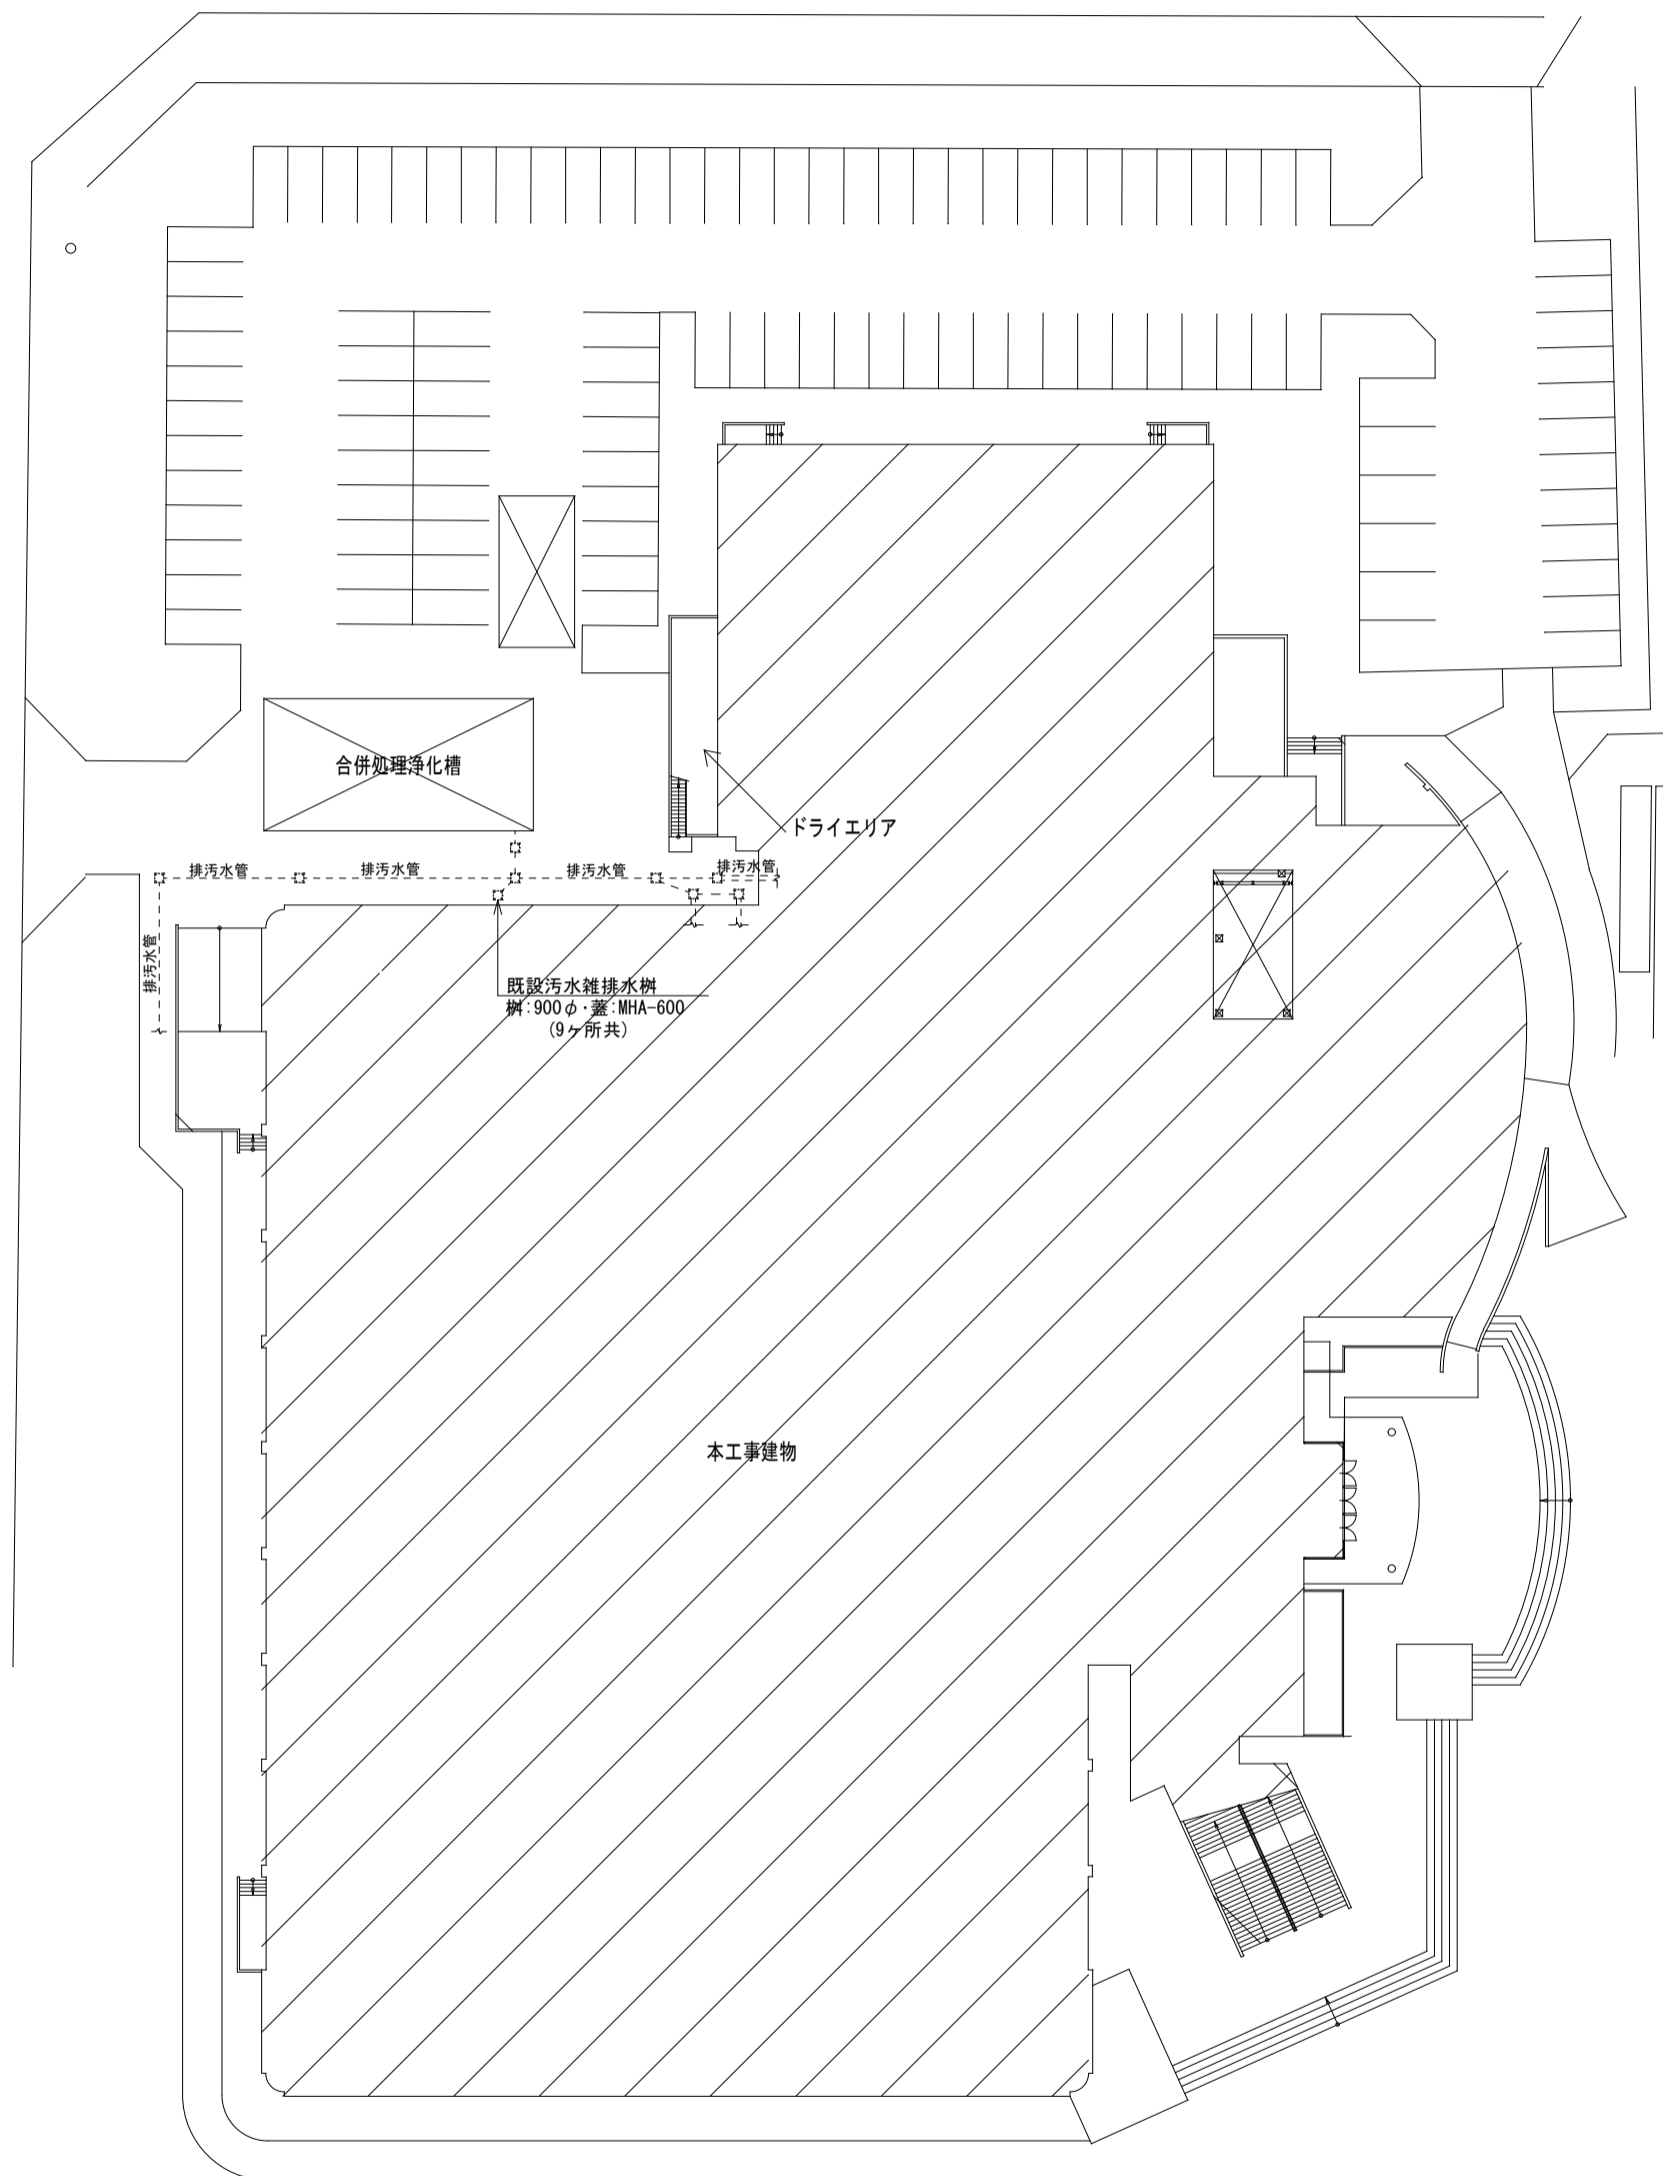 合併処理浄化槽
ドライエリア
排汚水管
排汚水管
排汚水管
排汚水管
排汚水管
既設汚水雑排水桝
桝:900φ・蓋:MHA-600
(9ヶ所共)
本工事建物